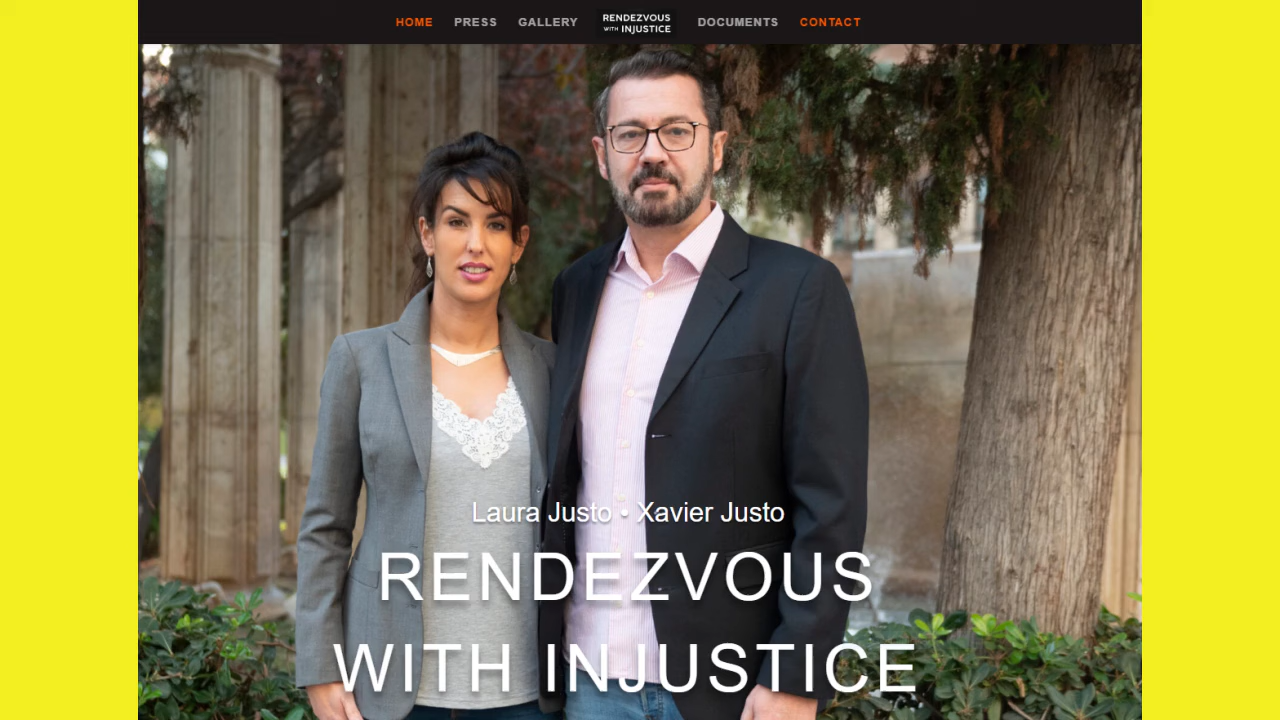 HOME PRESS GALLERY RENDEZVOUS WITH INJUSTICE DOCUMENTS CONTACT
Laura Justo • Xavier Justo
RENDEZVOUS
WITH INJUSTICE